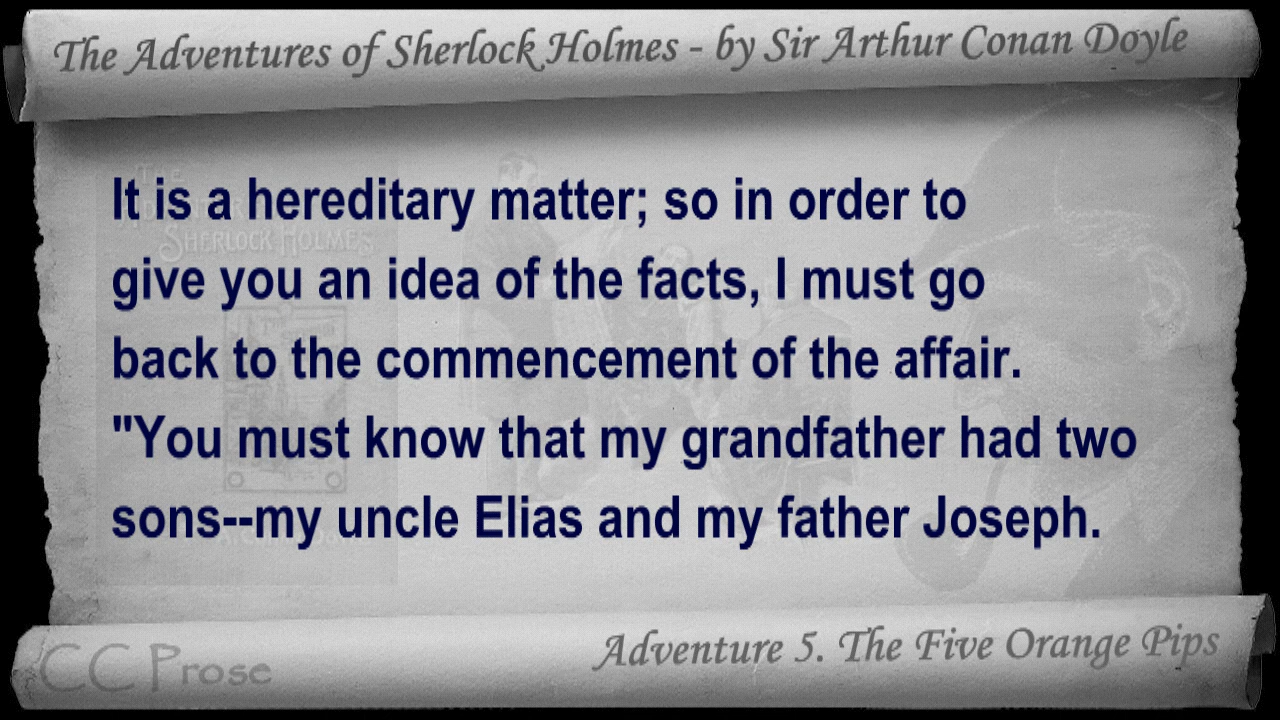 The Adventures of Sherlock Holmes - by Sir Arthur Conan Doyle
THE
SHERLOCK HOLMES
It is a hereditary matter; so in order to
give you an idea of the facts, I must go
back to the commencement of the affair.
"You must know that my grandfather had two
sons--my uncle Elias and my father Joseph.
Adventure 5. The Five Orange Pips
CC Prose